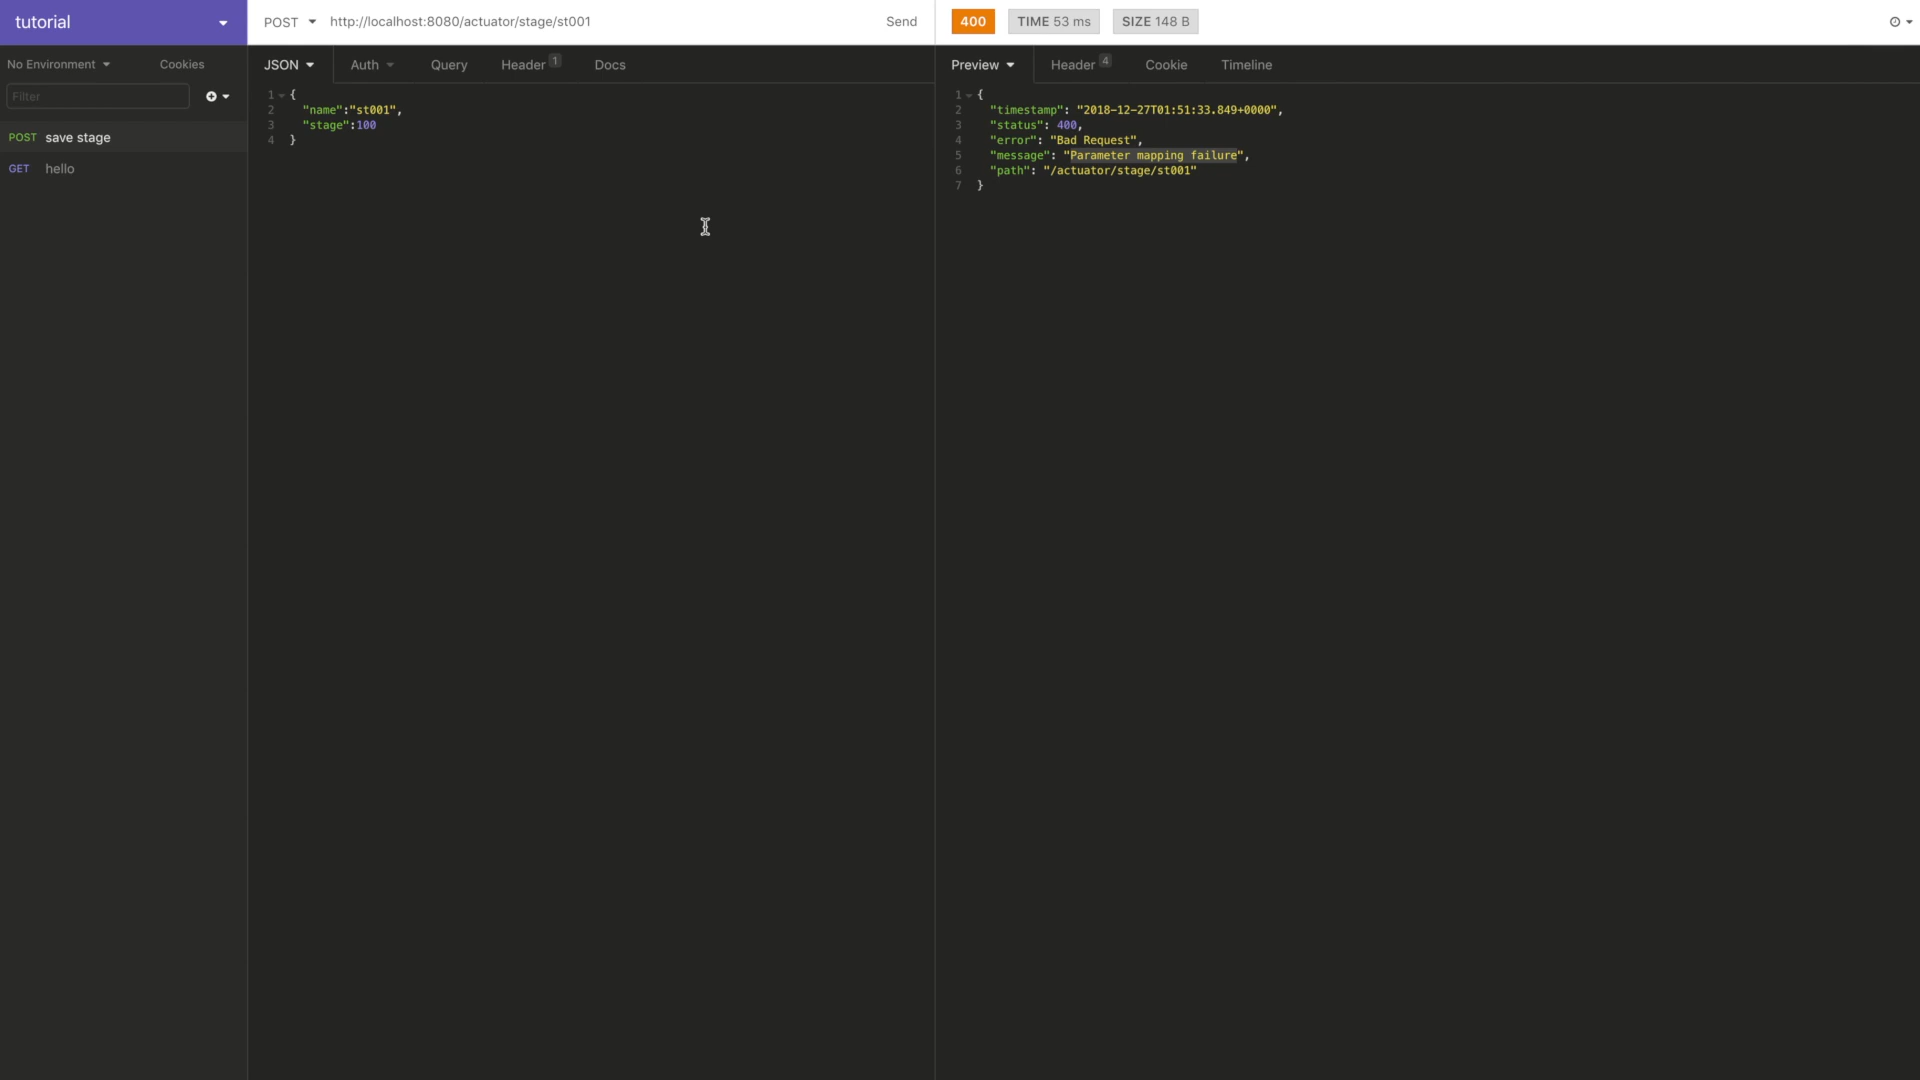 tutorial
POST http://localhost:8080/actuator/stage/st001 Send
400 TIME 53 ms SIZE 148 B
No Environment Cookies
Filter
POST save stage
GET hello
JSON Auth Query Header 1 Docs
1 {
2 "name":"st001",
3 "stage":100
4 }
Preview Header 4 Cookie Timeline
1 {
2 "timestamp": "2018-12-27T01:51:33.849+0000",
3 "status": 400,
4 "error": "Bad Request",
5 "message": "Parameter mapping failure",
6 "path": "/actuator/stage/st001"
7 }